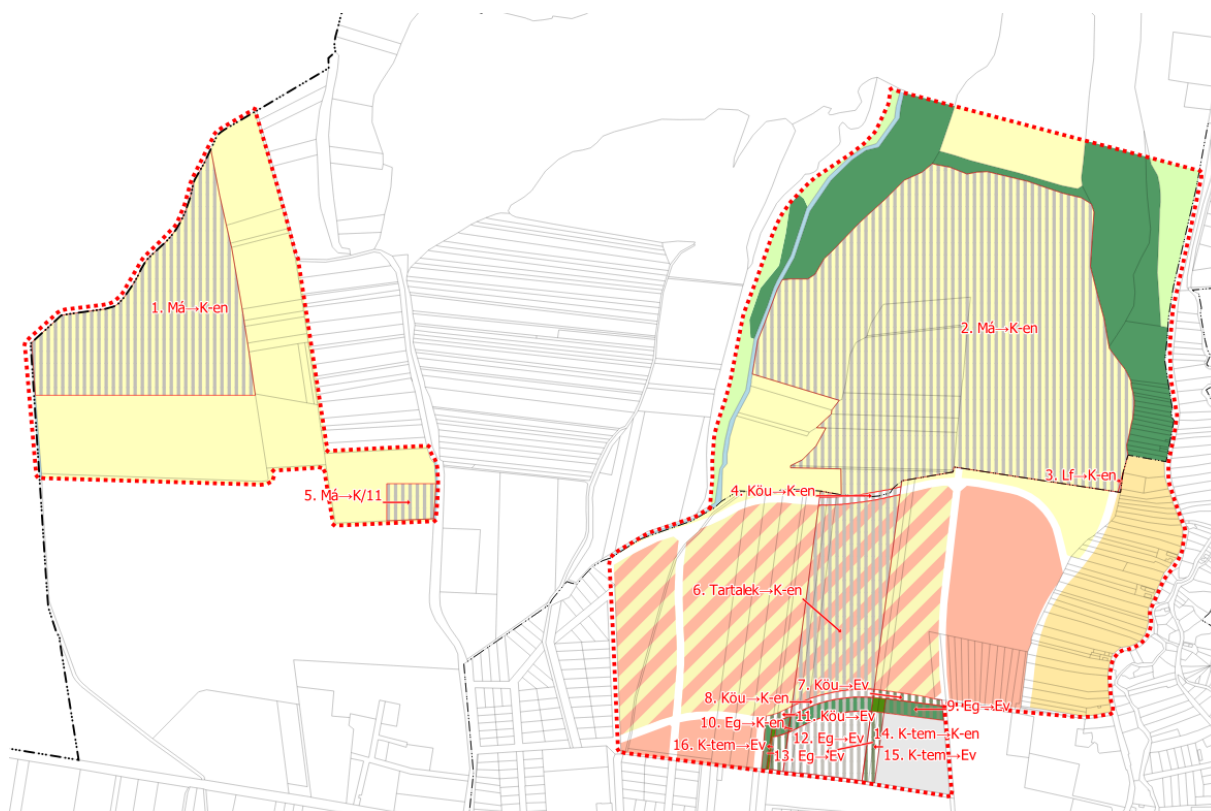 1. Má→K-en
2. Má→K-en
3. Lf→K-en
4. Köu→K-en
5. Má→K/11
6. Tartalek→K-en
7. Köu→Ev
8. Köu→K-en
9. Eg→Ev
10. Eg→K-en
11. Köu→Ev
12. Eg→Ev
13. Eg→Ev
14. K-tem→K-en
15. K-tem→Ev
16. K-tem→Ev